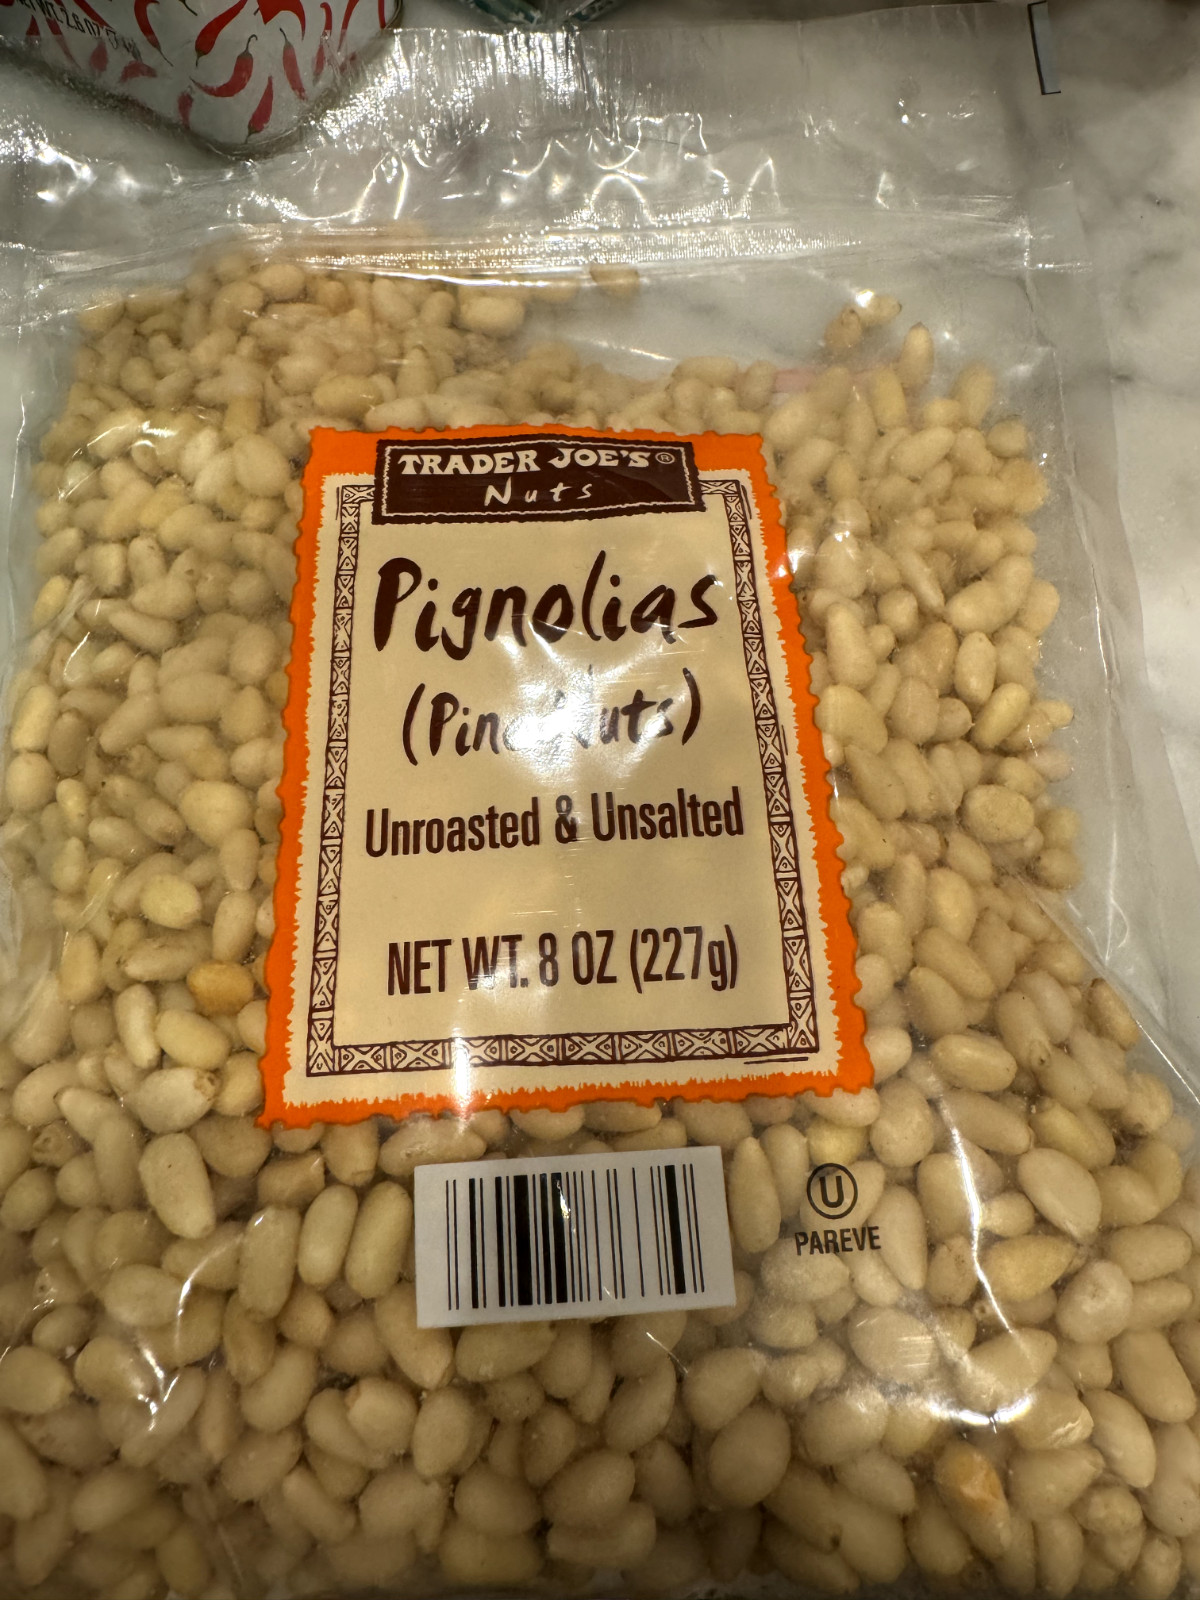 TRADER JOE'S®
Nuts
Pignolias
(Pine Nuts)
Unroasted & Unsalted
NET WT. 8 OZ (227g)
U
PAREVE